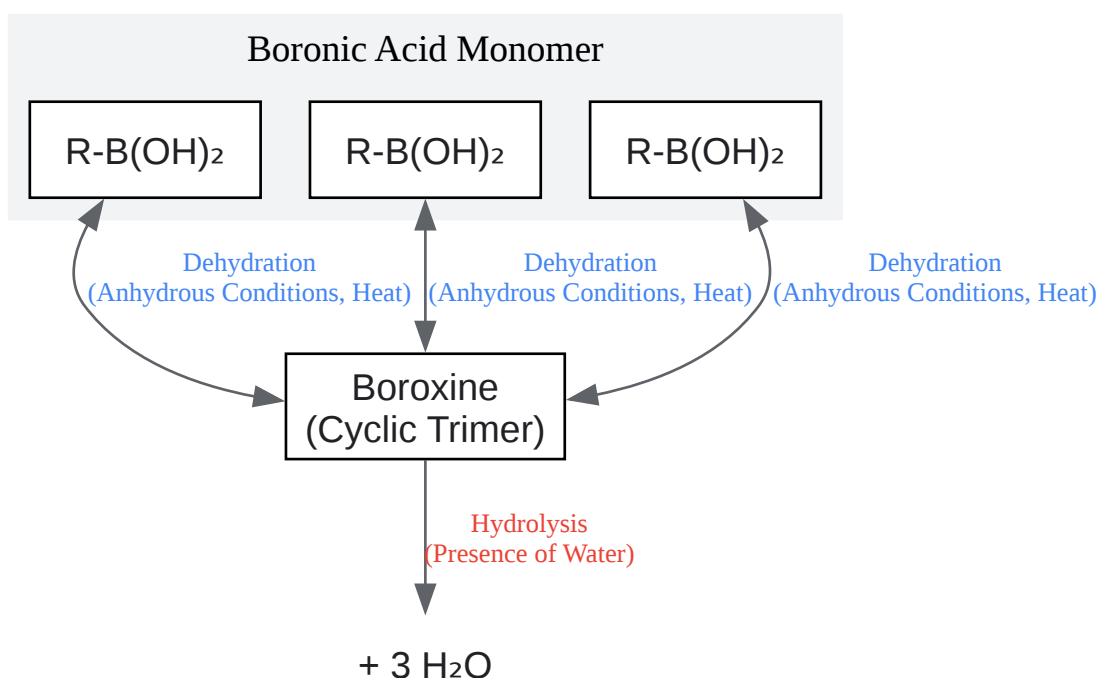 Boronic Acid Monomer
R-B(OH)₂ R-B(OH)₂ R-B(OH)₂
Dehydration Dehydration Dehydration
(Anhydrous Conditions, Heat) (Anhydrous Conditions, Heat) (Anhydrous Conditions, Heat)
Boroxine
(Cyclic Trimer)
Hydrolysis
(Presence of Water)
+ 3 H₂O